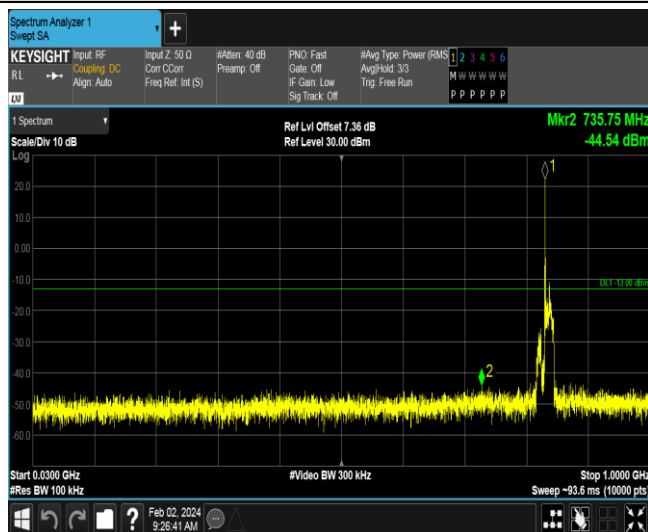 Spectrum Analyzer 1
Swept SA
+
KEYSIGHT
RL
LXI
Input: RF
Coupling: DC
Align: Auto
Input Z: 50 Ω
Corr CCorr
Freq Ref: Int (S)
#Atten: 40 dB
Preamp: Off
PNO: Fast
Gate: Off
IF Gain: Low
Sig Track: Off
#Avg Type: Power (RMS
Avg|Hold: 3/3
Trig: Free Run
1 2 3 4 5 6
M W W W W W
P P P P P P
1 Spectrum
Scale/Div 10 dB
Log
Ref Lvl Offset 7.36 dB
Ref Level 30.00 dBm
Mkr2 735.75 MHz
-44.54 dBm
1
20.0
10.0
0.00
-10.0
DL1 -13.00 dBm
-20.0
-30.0
-40.0
2
-50.0
-60.0
Start 0.0300 GHz
#Res BW 100 kHz
#Video BW 300 kHz
Stop 1.0000 GHz
Sweep ~93.6 ms (10000 pts)
?
Feb 02, 2024
9:26:41 AM